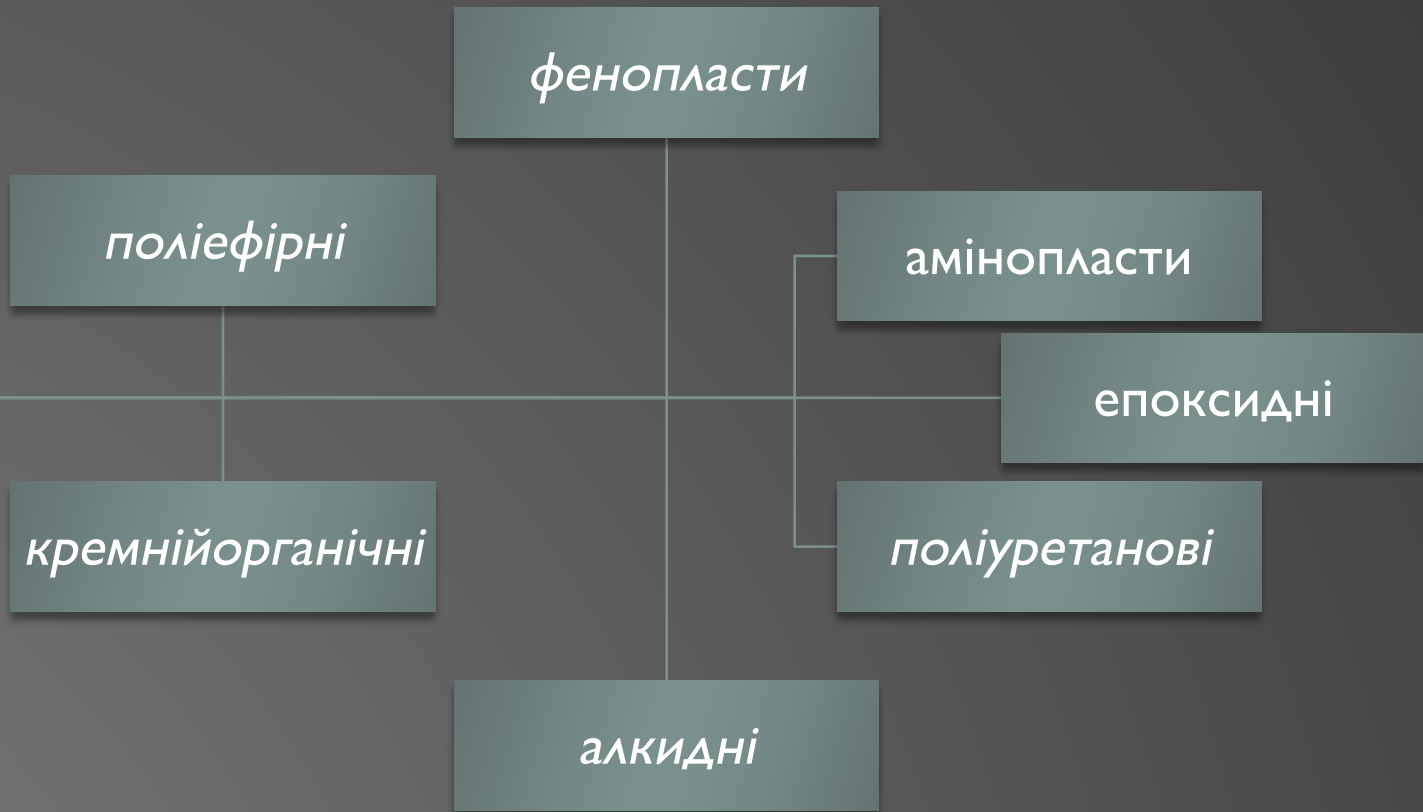 фенопласти
поліефірні
амінопласти
епоксидні
кремнійорганічні
поліуретанові
алкидні